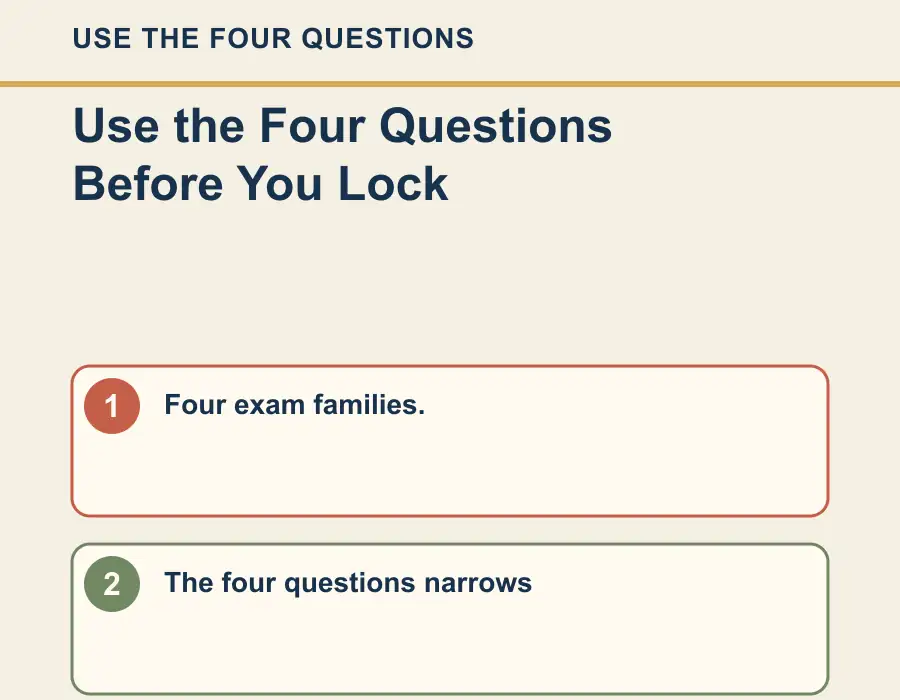 USE THE FOUR QUESTIONS
Use the Four Questions
Before You Lock
1 Four exam families.
2 The four questions narrows